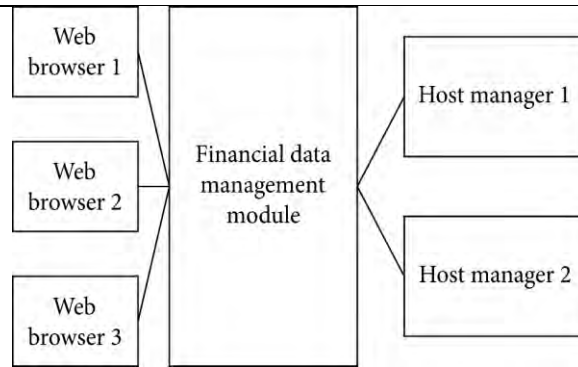 Web
browser 1
Web
browser 2
Web
browser 3
Financial data
management
module
Host manager 1
Host manager 2